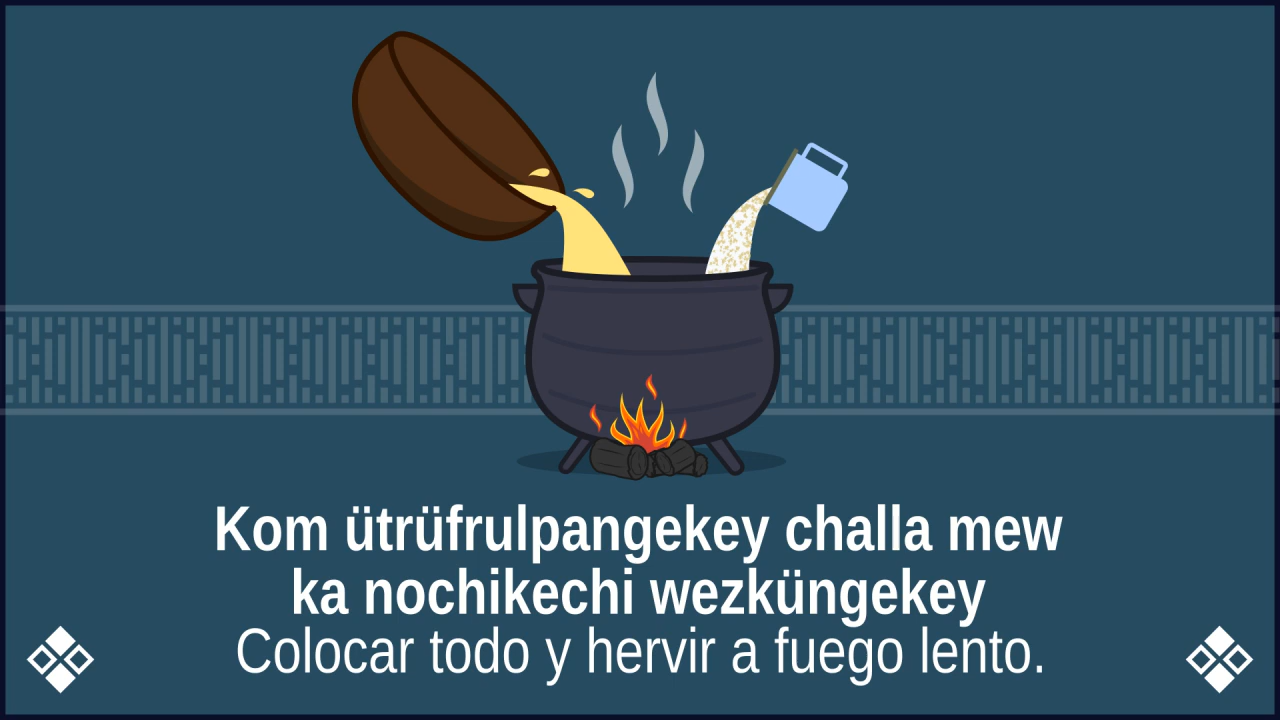 Kom ütrüfrulpangekey challa mew
ka nochikechi wezküngekey
Colocar todo y hervir a fuego lento.